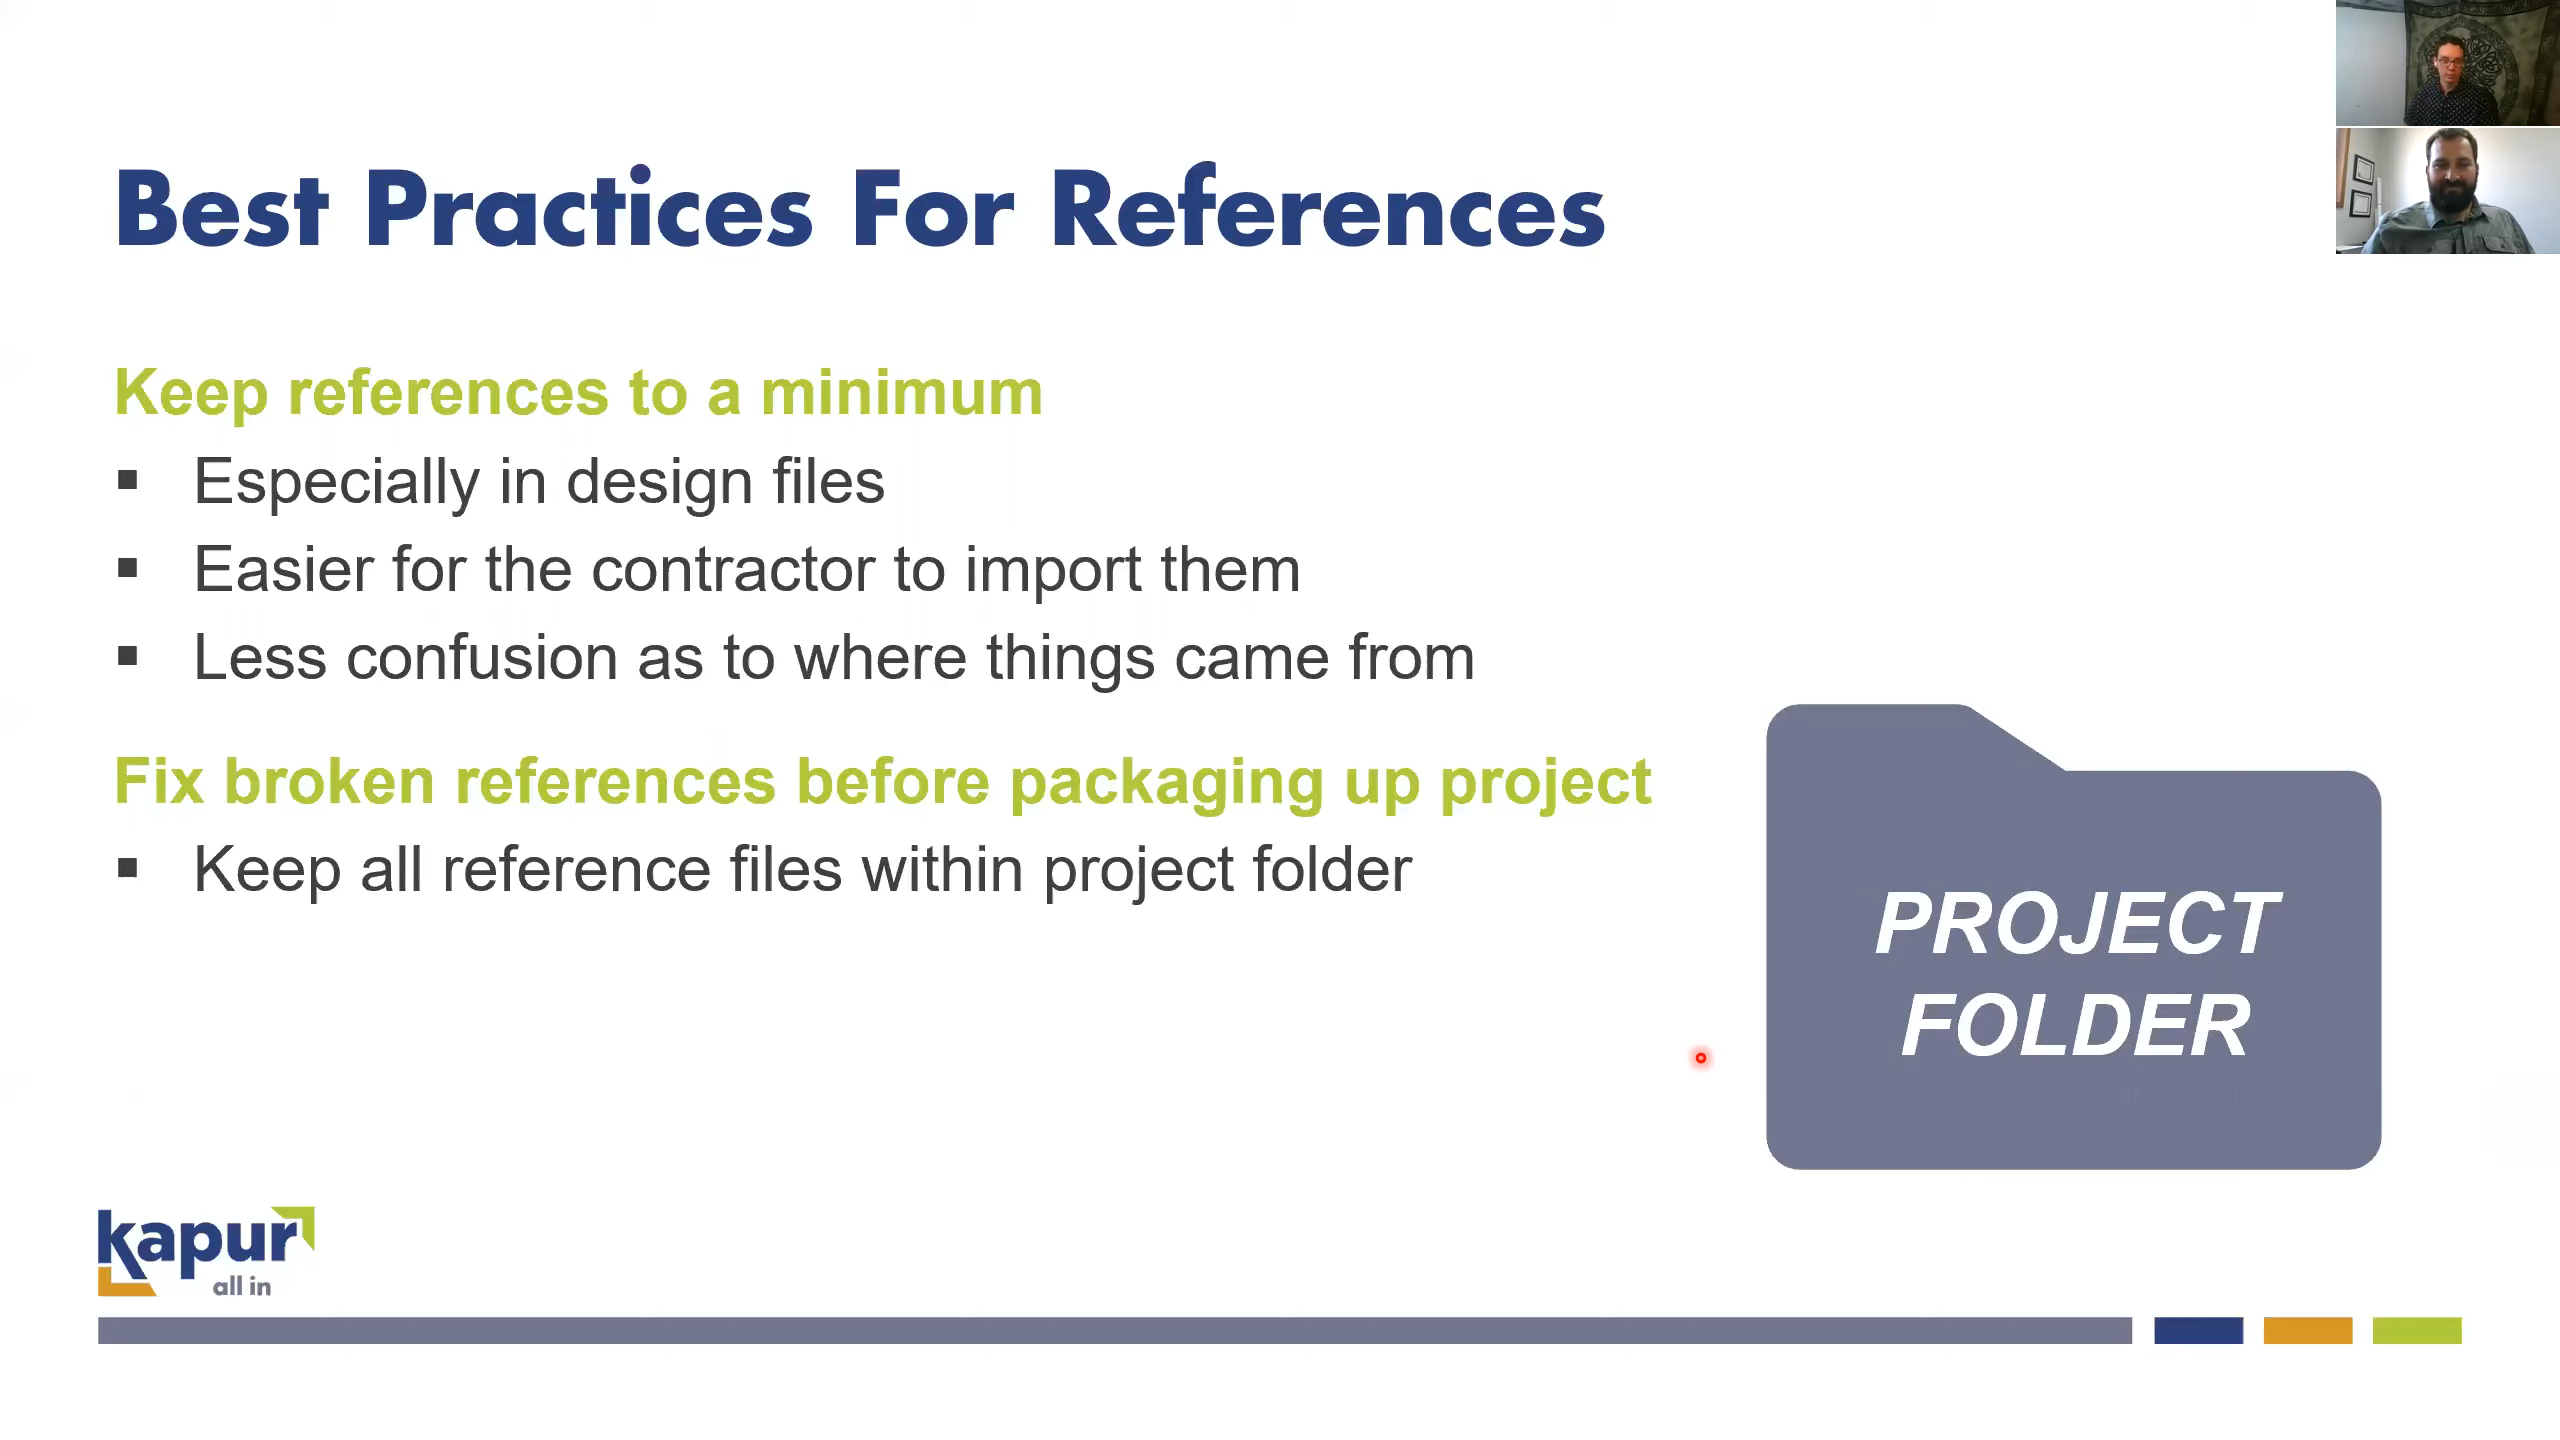 Best Practices For References
Keep references to a minimum
▪ Especially in design files
▪ Easier for the contractor to import them
▪ Less confusion as to where things came from
Fix broken references before packaging up project
▪ Keep all reference files within project folder
PROJECT
FOLDER
kapur
all in